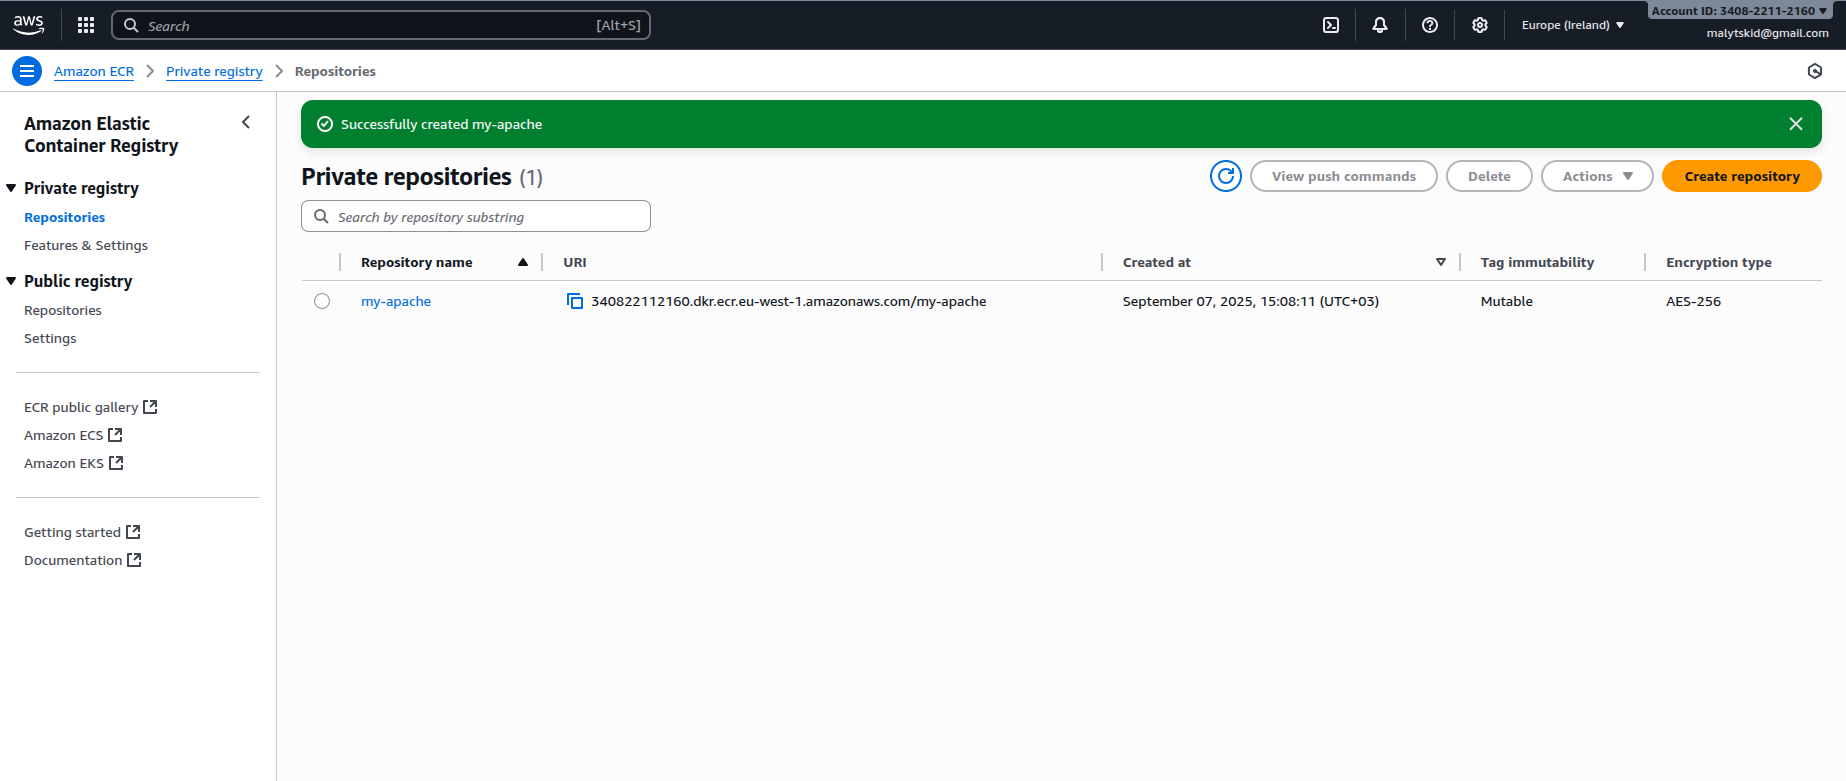 aws
Search
[Alt+S]
Europe (Ireland)
Account ID: 3408-2211-2160
malytskid@gmail.com
Amazon ECR
Private registry
Repositories
Amazon Elastic
Container Registry
Private registry
Repositories
Features & Settings
Public registry
Repositories
Settings
ECR public gallery
Amazon ECS
Amazon EKS
Getting started
Documentation
Successfully created my-apache
Private repositories (1)
View push commands
Delete
Actions
Create repository
Search by repository substring
Repository name URI Created at Tag immutability Encryption type
my-apache 340822112160.dkr.ecr.eu-west-1.amazonaws.com/my-apache September 07, 2025, 15:08:11 (UTC+03) Mutable AES-256